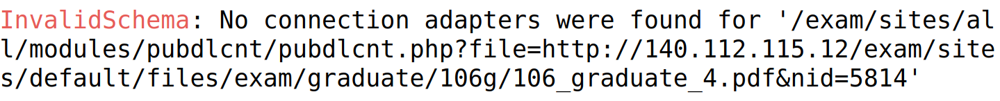 InvalidSchema: No connection adapters were found for '/exam/sites/al
l/modules/pubdlcnt/pubdlcnt.php?file=http://140.112.115.12/exam/site
s/default/files/exam/graduate/106g/106_graduate_4.pdf&nid=5814'